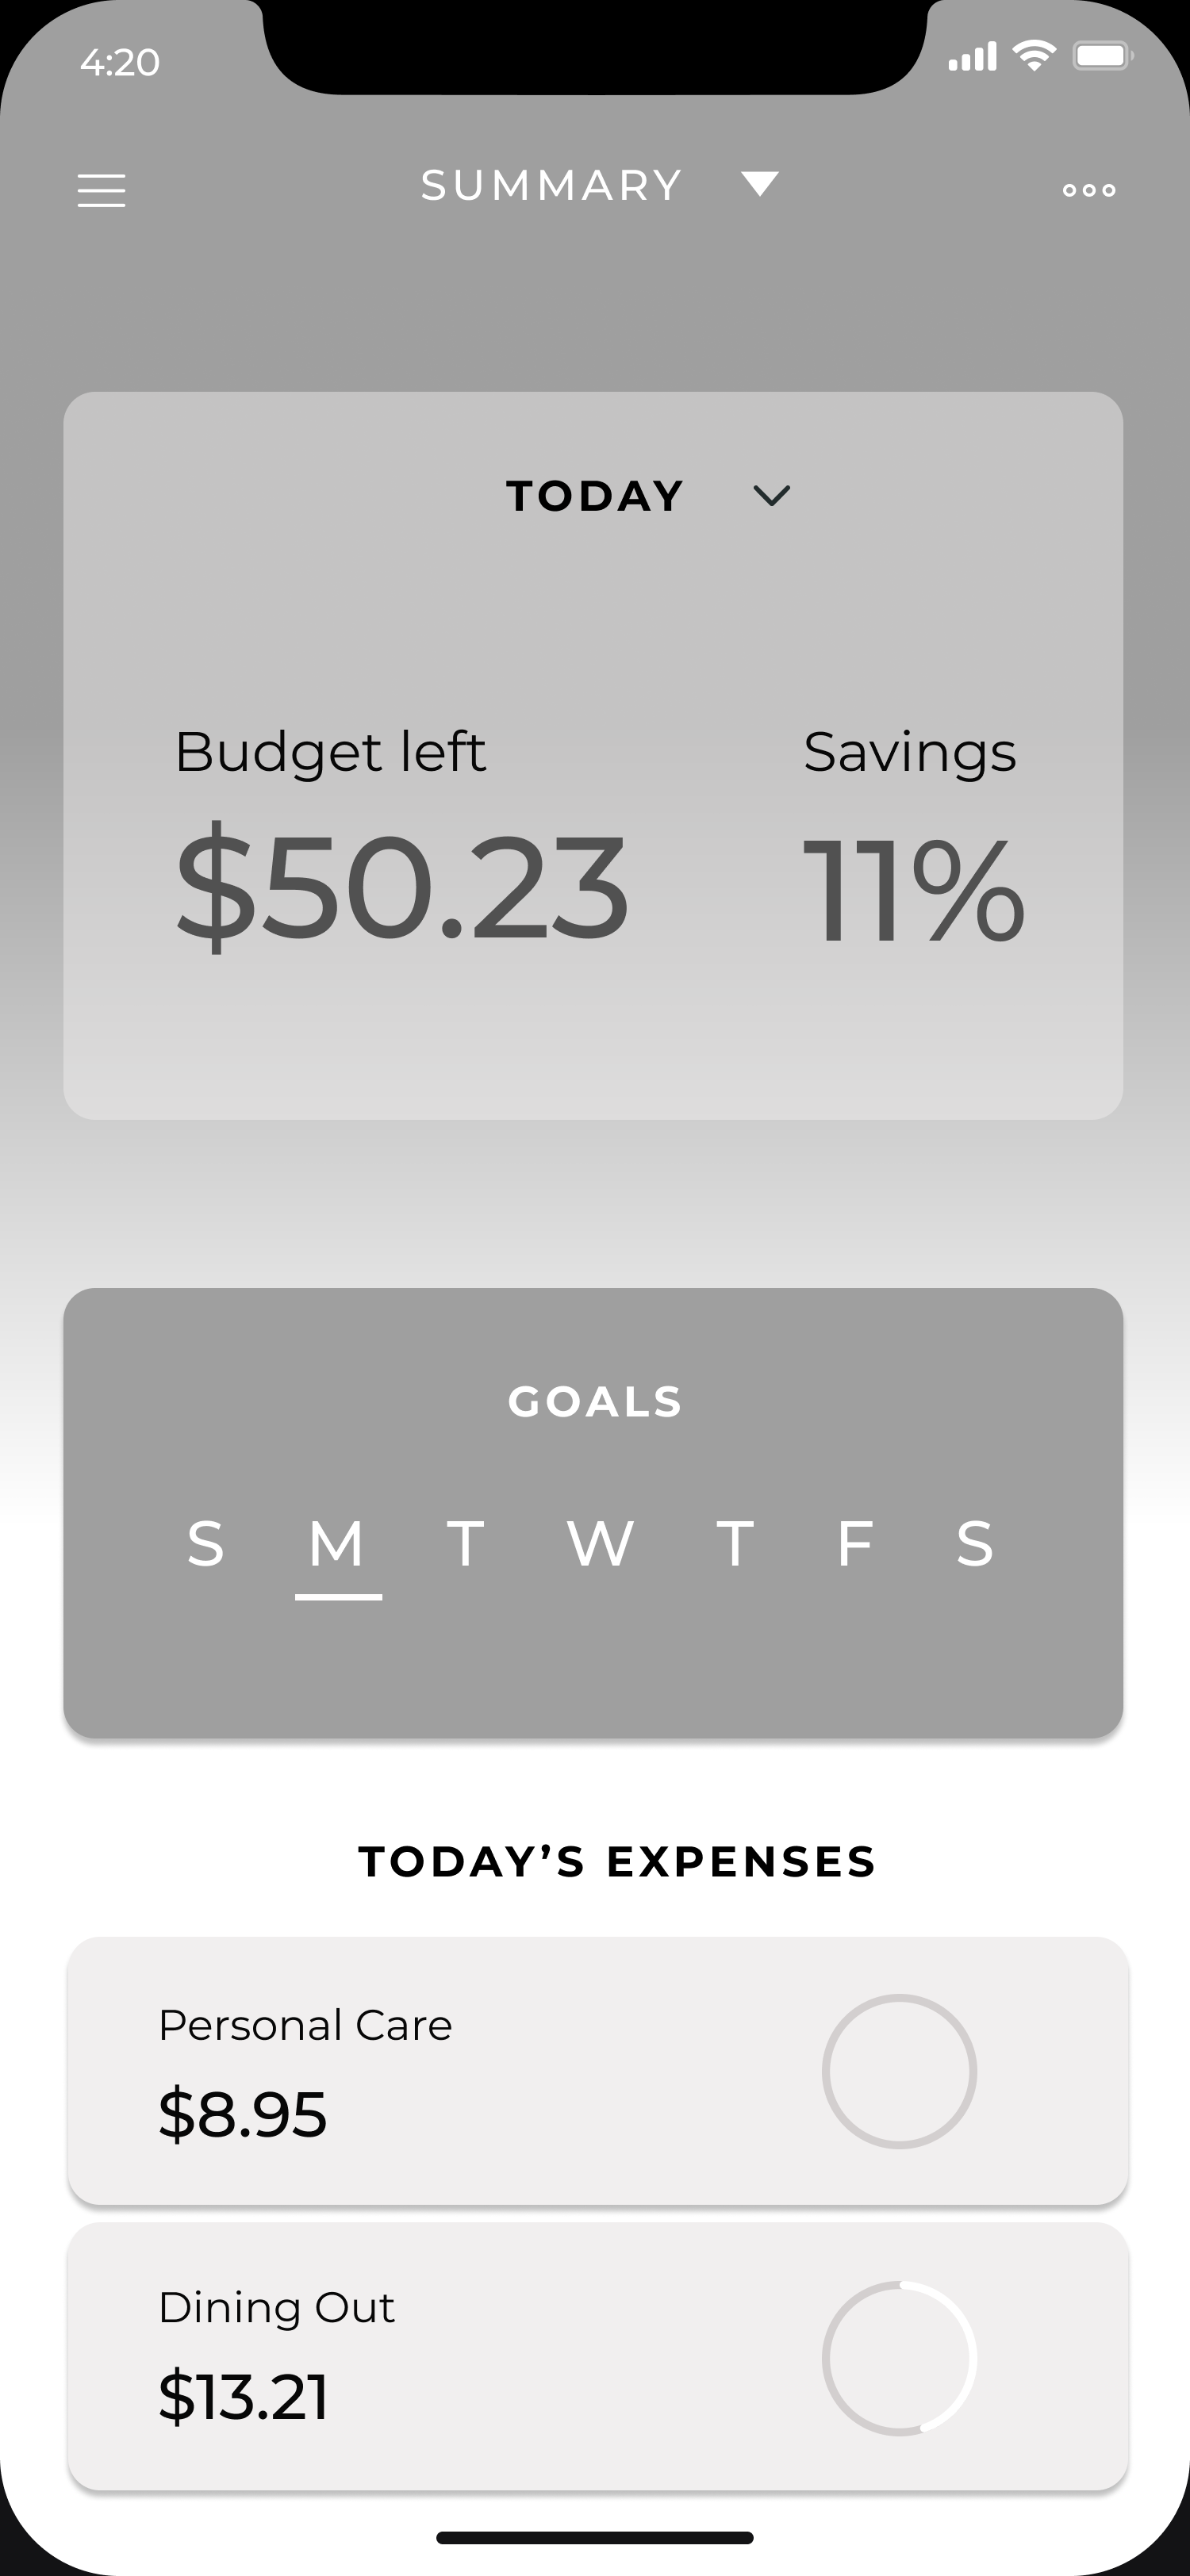 4:20
SUMMARY
TODAY
Budget left Savings
$50.23 11%
GOALS
S M T W T F S
TODAY’S EXPENSES
Personal Care
$8.95
Dining Out
$13.21